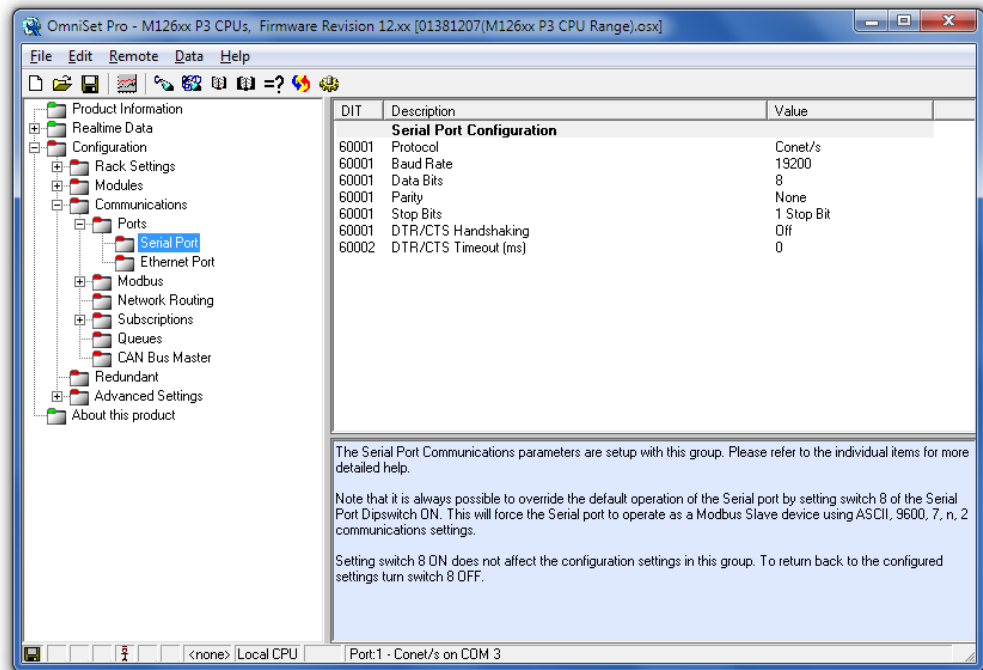 OmniSet Pro - M126xx P3 CPUs, Firmware Revision 12.xx [01381207(M126xx P3 CPU Range).osx]
File Edit Remote Data Help
=?
Product Information
Realtime Data
Configuration
Rack Settings
Modules
Communications
Ports
Serial Port
Ethernet Port
Modbus
Network Routing
Subscriptions
Queues
CAN Bus Master
Redundant
Advanced Settings
About this product
DIT Description Value
Serial Port Configuration
60001 Protocol Conet/s
60001 Baud Rate 19200
60001 Data Bits 8
60001 Parity None
60001 Stop Bits 1 Stop Bit
60001 DTR/CTS Handshaking Off
60002 DTR/CTS Timeout (ms) 0
The Serial Port Communications parameters are setup with this group. Please refer to the individual items for more
detailed help.
Note that it is always possible to override the default operation of the Serial port by setting switch 8 of the Serial
Port Dipswitch ON. This will force the Serial port to operate as a Modbus Slave device using ASCII, 9600, 7, n, 2
communications settings.
Setting switch 8 ON does not affect the configuration settings in this group. To return back to the configured
settings turn switch 8 OFF.
<none> Local CPU Port:1 - Conet/s on COM 3